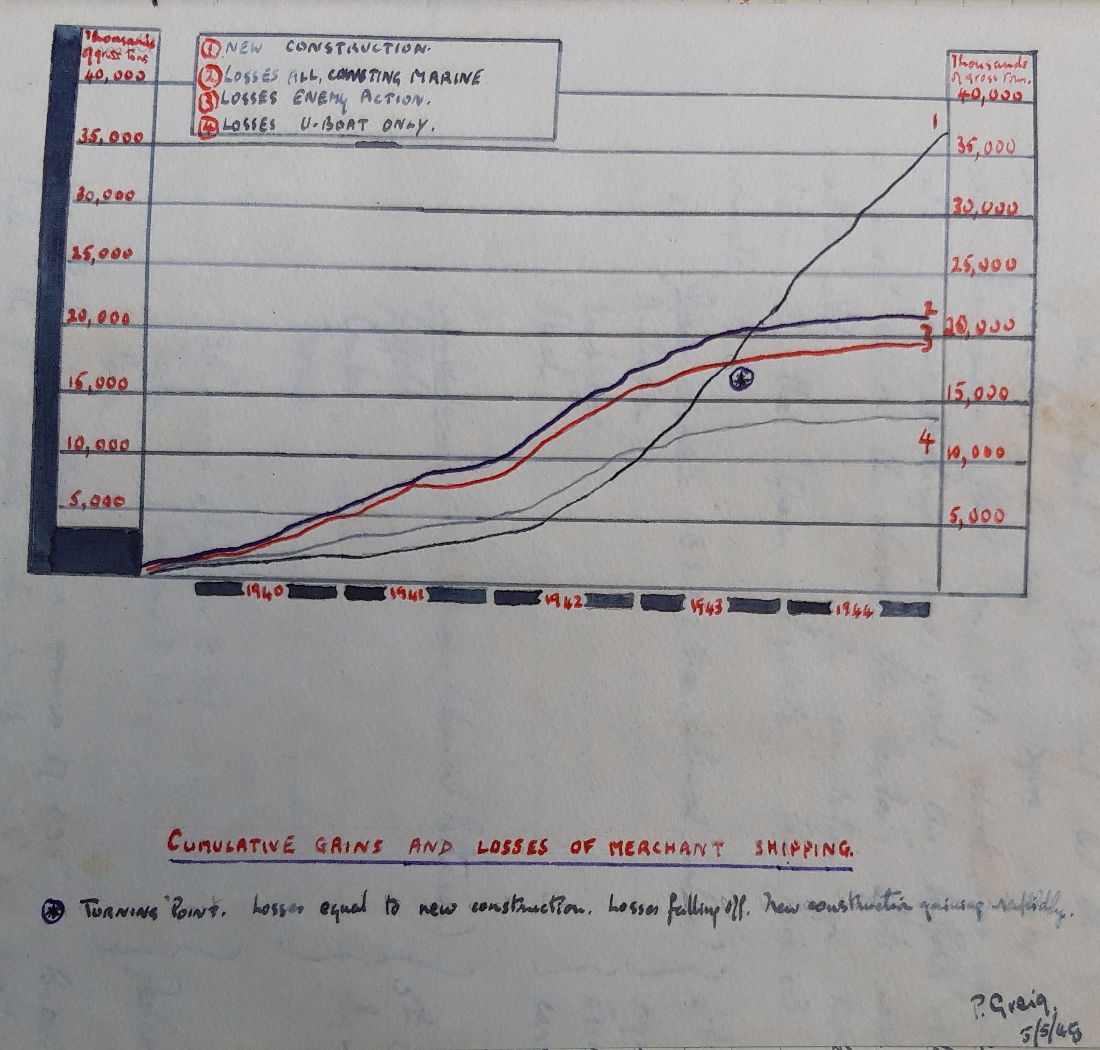 Thousands
of gross tons
40,000
35,000
30,000
25,000
20,000
15,000
10,000
5,000
1 NEW CONSTRUCTION.
2 LOSSES ALL, MARINE
3 LOSSES ENEMY ACTION.
4 LOSSES U-BOAT ONLY.
Thousands
of gross Tons.
40,000
35,000
30,000
25,000
20,000
15,000
10,000
5,000
1
2
3
4
1940 1941 1942 1943 1944
CUMULATIVE GAINS AND LOSSES OF MERCHANT SHIPPING.
TURNING POINT. Losses equal to new construction. Losses falling off. New construction gaining rapidly.
P. Greig.
5/5/48